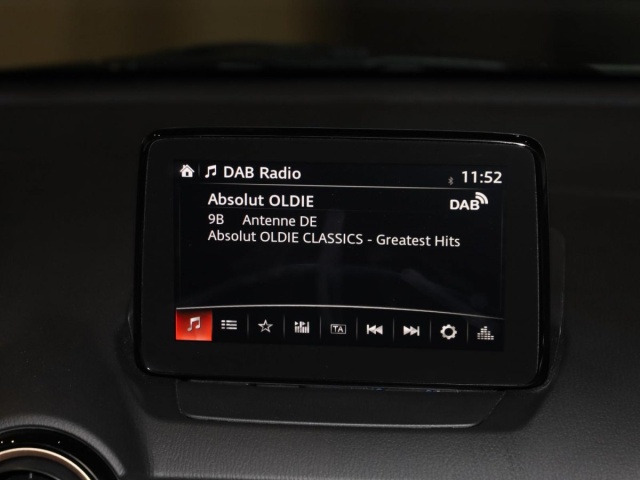 DAB Radio 11:52
Absolut OLDIE DAB
9B Antenne DE
Absolut OLDIE CLASSICS - Greatest Hits
TA